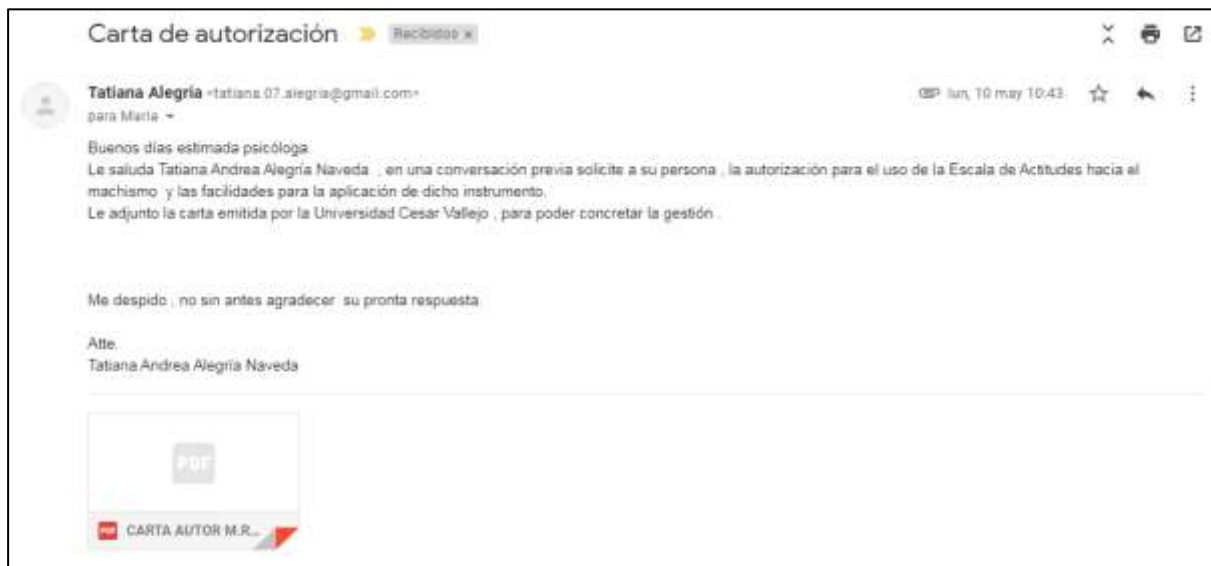 Carta de autorización Recibidos x
Tatiana Alegría <tatiana.07.alegria@gmail.com> lun, 10 may 10:43
para María
Buenos días estimada psicóloga.
Le saluda Tatiana Andrea Alegría Naveda , en una conversación previa solicite a su persona , la autorización para el uso de la Escala de Actitudes hacia el
machismo y las facilidades para la aplicación de dicho instrumento.
Le adjunto la carta emitida por la Universidad Cesar Vallejo , para poder concretar la gestión .
Me despido , no sin antes agradecer su pronta respuesta.
Atte.
Tatiana Andrea Alegría Naveda
PDF
PDF CARTA AUTOR M.R...